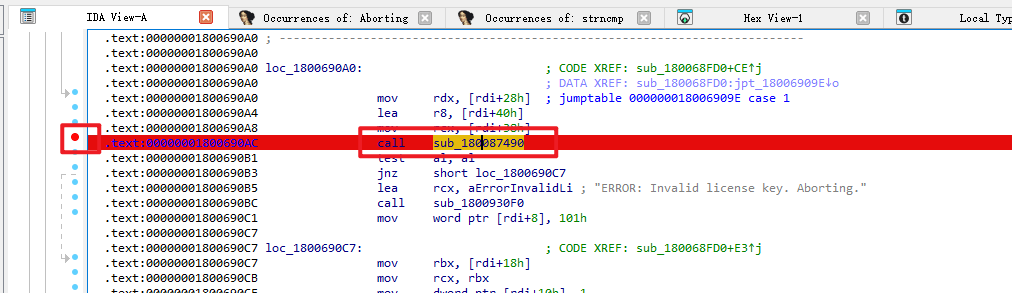 IDA View-A Occurrences of: Aborting Occurrences of: strncmp Hex View-1 Local Typ
.text:00000001800690A0 ; ---------------------------------------------------------------------------
.text:00000001800690A0
.text:00000001800690A0 loc_1800690A0: ; CODE XREF: sub_180068FD0+CE↑j
.text:00000001800690A0 ; DATA XREF: sub_180068FD0:jpt_18006909E↓o
.text:00000001800690A0 mov rdx, [rdi+28h] ; jumptable 000000018006909E case 1
.text:00000001800690A4 lea r8, [rdi+40h]
.text:00000001800690A8 mov rcx, [rdi+38h]
.text:00000001800690AC call sub_180087490
.text:00000001800690B1 test al, al
.text:00000001800690B3 jnz short loc_1800690C7
.text:00000001800690B5 lea rcx, aErrorInvalidLi ; "ERROR: Invalid license key. Aborting."
.text:00000001800690BC call sub_1800930F0
.text:00000001800690C1 mov word ptr [rdi+8], 101h
.text:00000001800690C7
.text:00000001800690C7 loc_1800690C7: ; CODE XREF: sub_180068FD0+E3↑j
.text:00000001800690C7 mov rbx, [rdi+18h]
.text:00000001800690CB mov rcx, rbx